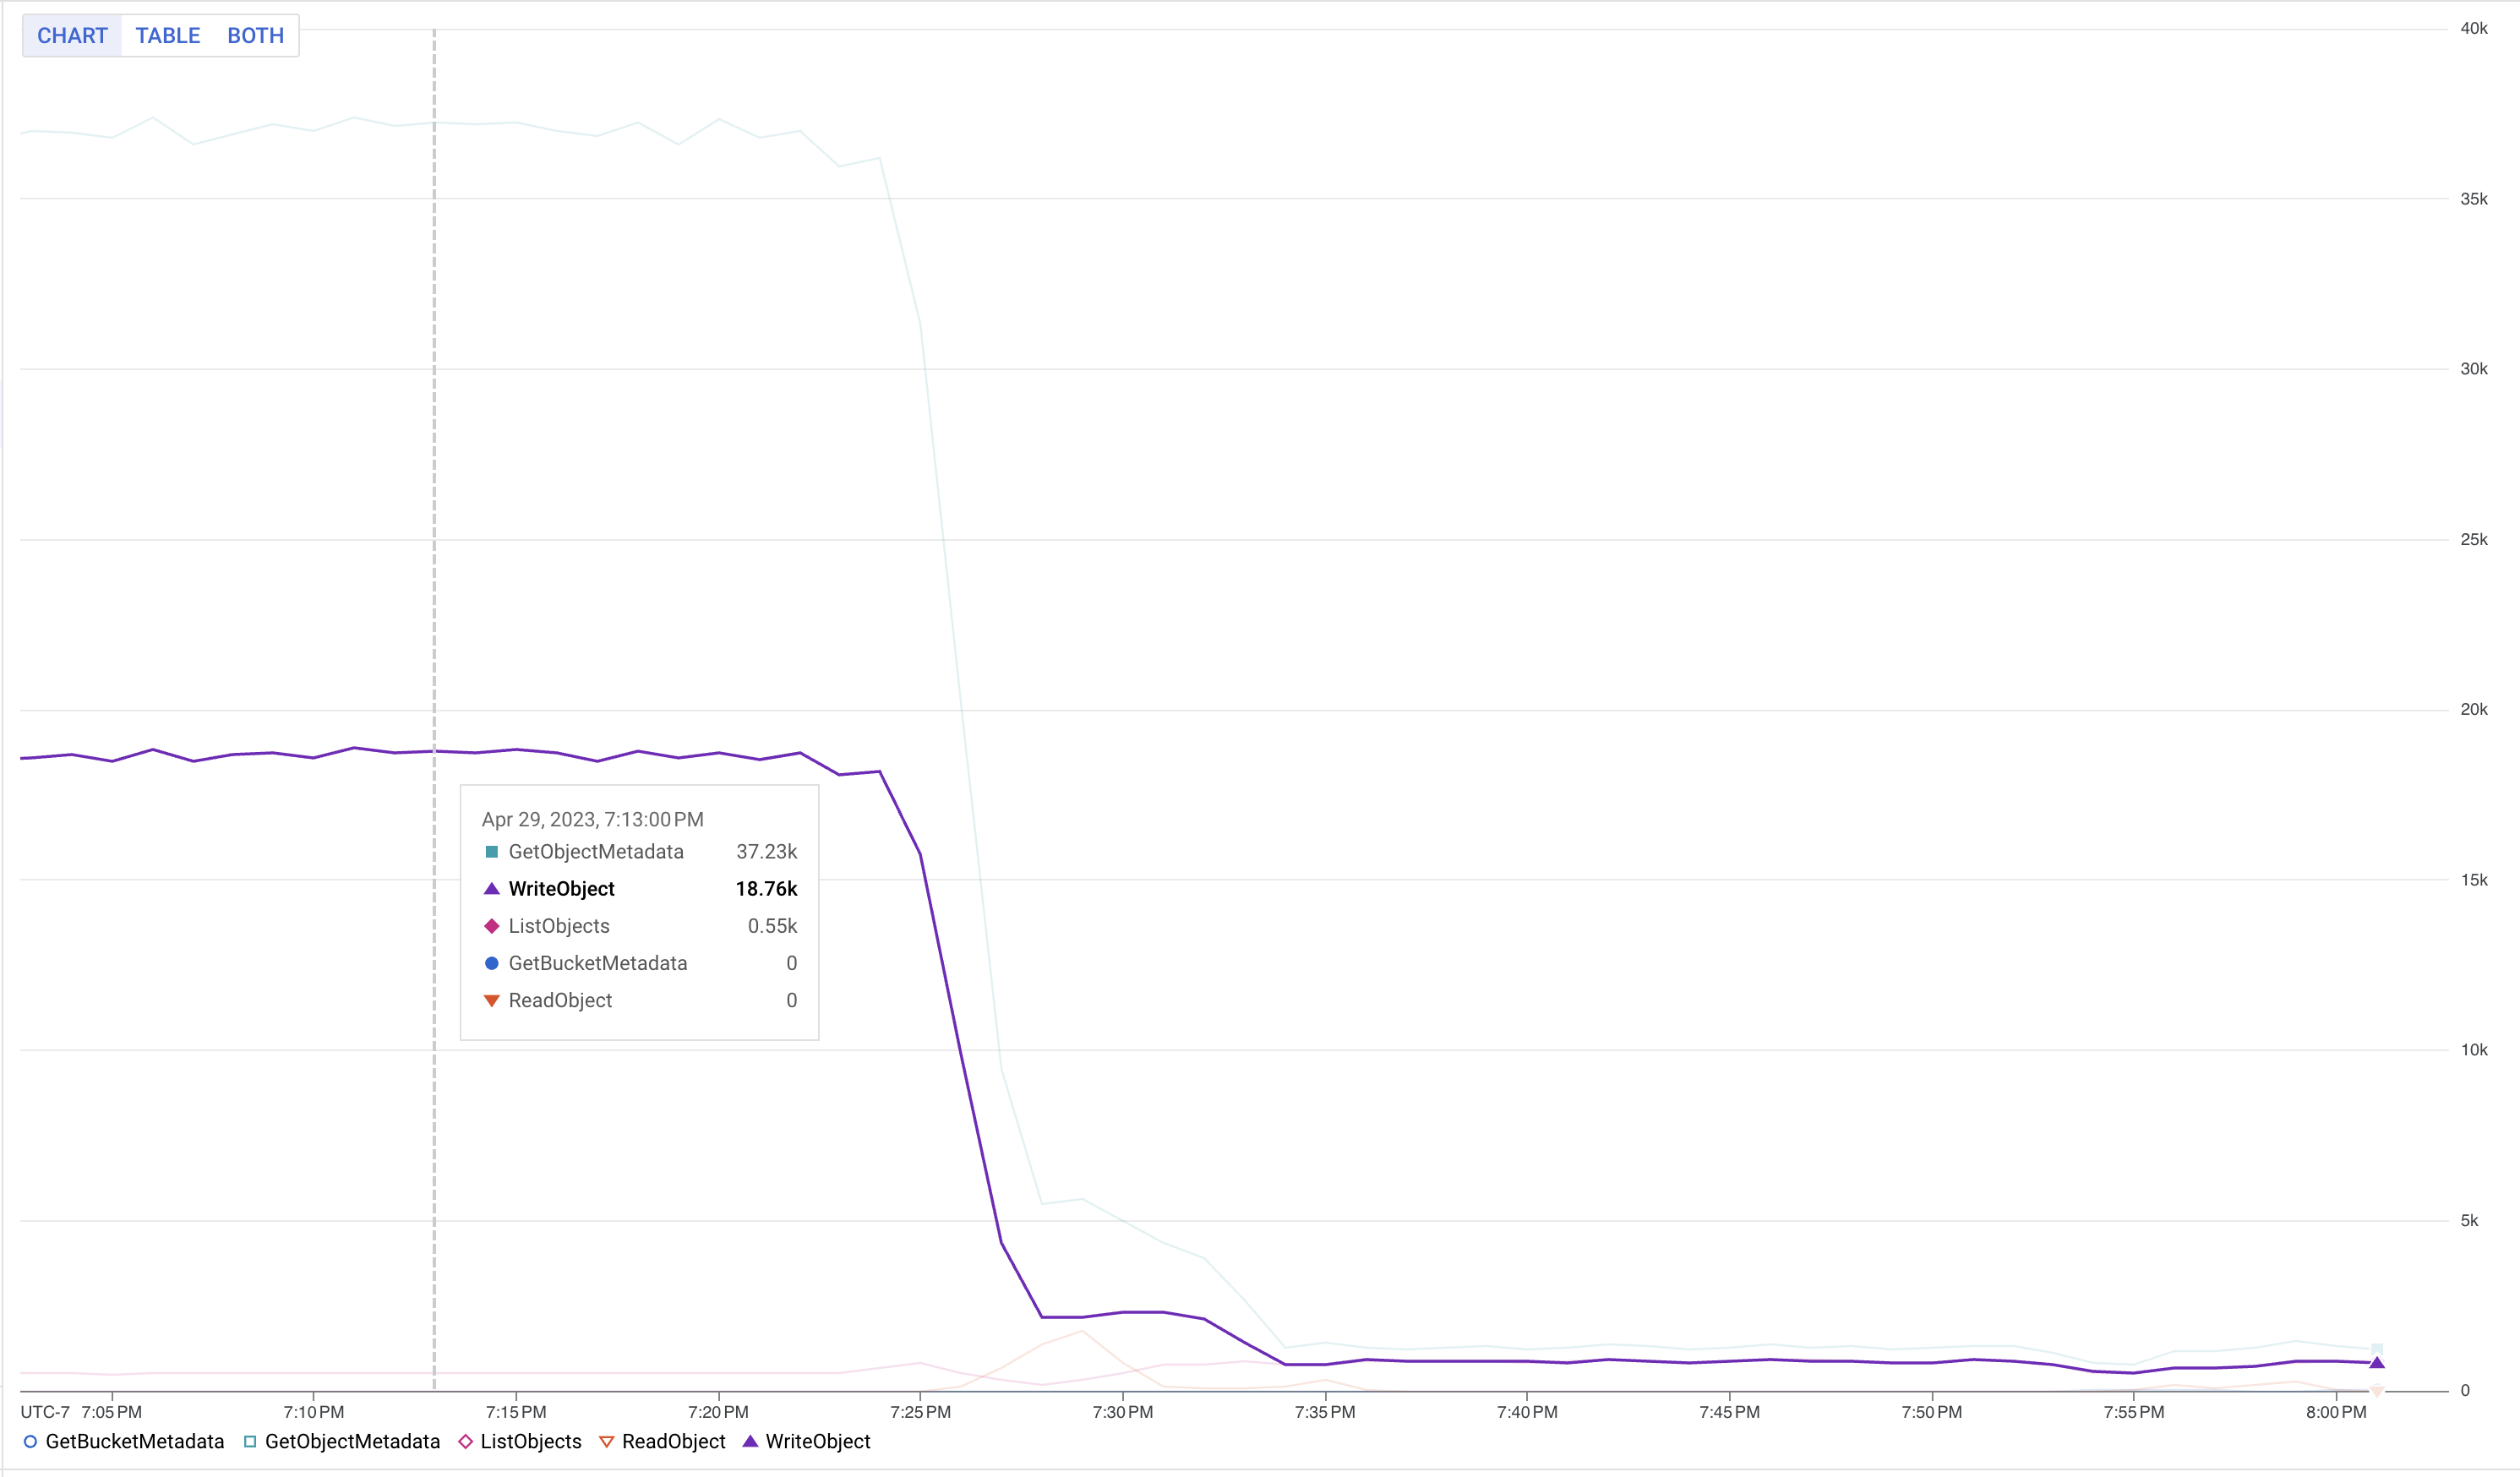 CHART TABLE BOTH
40k
35k
30k
25k
20k
15k
10k
5k
0
Apr 29, 2023, 7:13:00 PM
GetObjectMetadata 37.23k
WriteObject 18.76k
ListObjects 0.55k
GetBucketMetadata 0
ReadObject 0
UTC-7 7:05 PM 7:10 PM 7:15 PM 7:20 PM 7:25 PM 7:30 PM 7:35 PM 7:40 PM 7:45 PM 7:50 PM 7:55 PM 8:00 PM
GetBucketMetadata GetObjectMetadata ListObjects ReadObject WriteObject